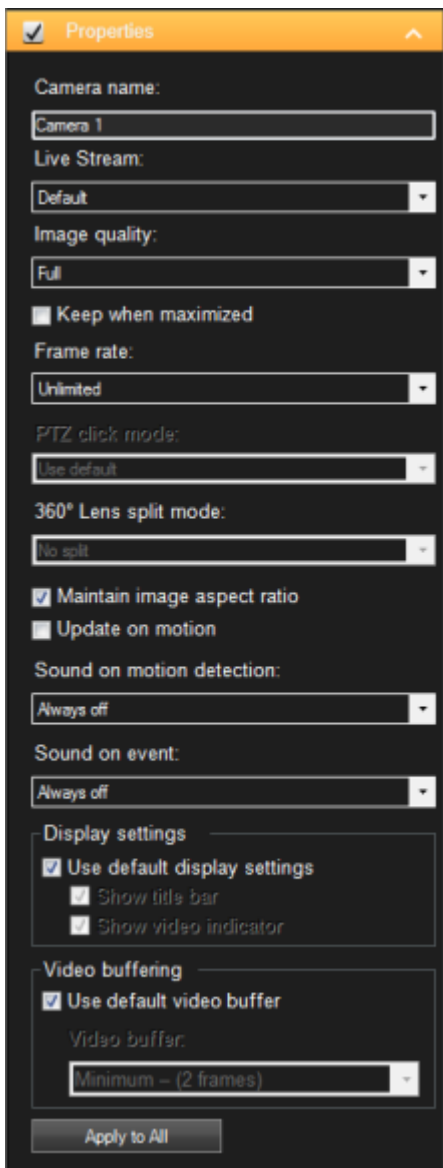 Properties
Camera name:
Camera 1
Live Stream:
Default
Image quality:
Full
Keep when maximized
Frame rate:
Unlimited
PTZ click mode:
Use default
360° Lens split mode:
No split
Maintain image aspect ratio
Update on motion
Sound on motion detection:
Always off
Sound on event:
Always off
Display settings
Use default display settings
Show title bar
Show video indicator
Video buffering
Use default video buffer
Video buffer:
Minimum – (2 frames)
Apply to All